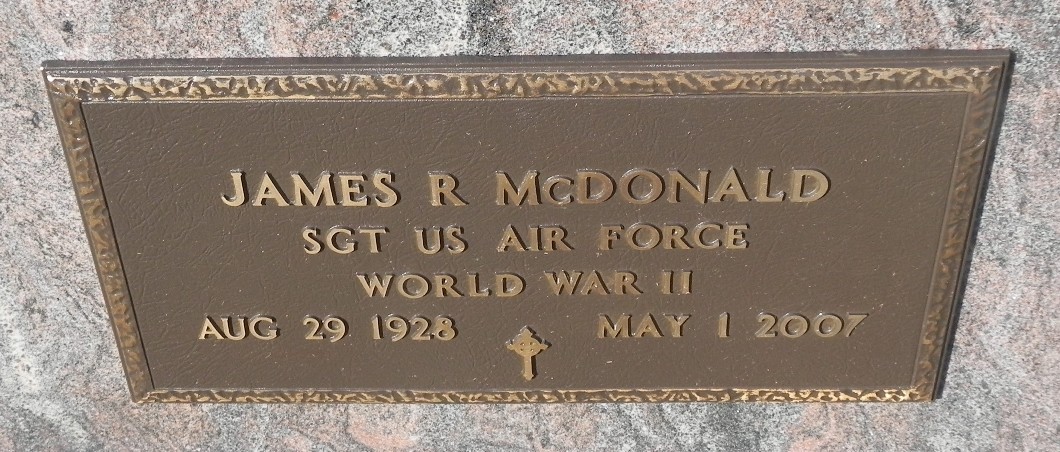 JAMES R McDONALD
SGT US AIR FORCE
WORLD WAR II
AUG 29 1928 MAY 1 2007